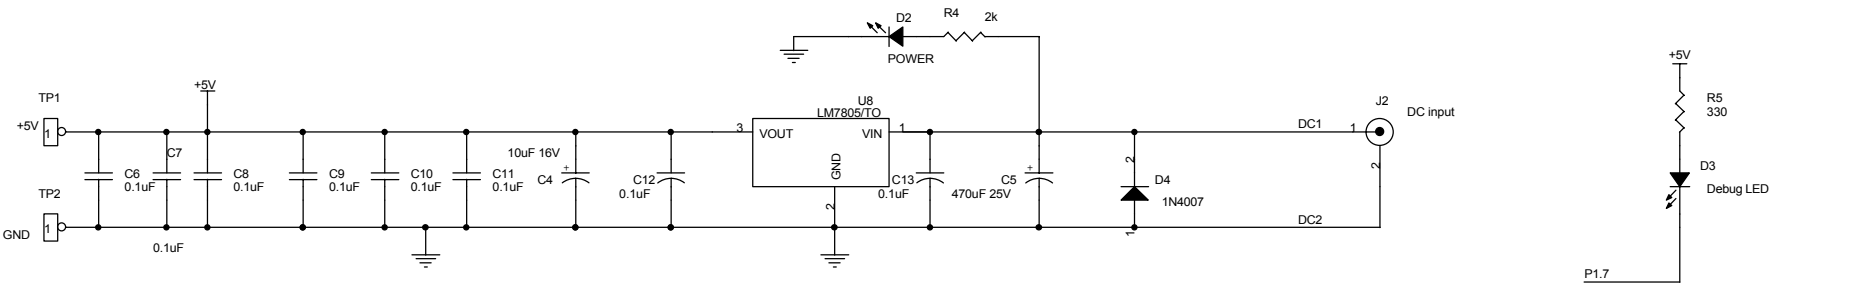 D2
R4
2k
POWER
+5V
R5
330
D3
Debug LED
P1.7
TP1
+5V
1
TP2
GND
1
+5V
C6
0.1uF
C7
0.1uF
C8
0.1uF
C9
0.1uF
C10
0.1uF
C11
0.1uF
10uF 16V
+
C4
C12
0.1uF
U8
LM7805/TO
3
VOUT
VIN
1
GND
2
C13
0.1uF
+
C5
470uF 25V
2
D4
1N4007
1
DC1
1
J2
DC input
2
DC2